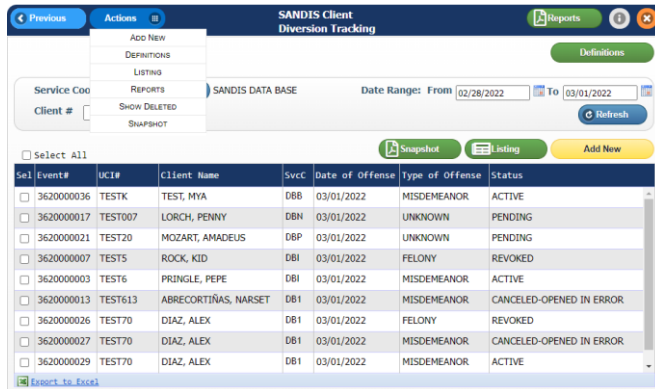 Previous
Actions
SANDIS Client
Diversion Tracking
Reports
ADD NEW
DEFINITIONS
LISTING
REPORTS
SHOW DELETED
SNAPSHOT
Definitions
Service Coo
SANDIS DATA BASE
Date Range: From 02/28/2022 To 03/01/2022
Client #
Refresh
Select All
Snapshot
Listing
Add New
Sel Event# UCI# Client Name SvcC Date of Offense Type of Offense Status
3620000036 TESTK TEST, MYA DBB 03/01/2022 MISDEMEANOR ACTIVE
3620000017 TEST007 LORCH, PENNY DBN 03/01/2022 UNKNOWN PENDING
3620000021 TEST20 MOZART, AMADEUS DBP 03/01/2022 UNKNOWN PENDING
3620000007 TEST5 ROCK, KID DBI 03/01/2022 FELONY REVOKED
3620000003 TEST6 PRINGLE, PEPE DBI 03/01/2022 MISDEMEANOR ACTIVE
3620000013 TEST613 ABRECORTIÑAS, NARSET DB1 03/01/2022 MISDEMEANOR CANCELED-OPENED IN ERROR
3620000026 TEST70 DIAZ, ALEX DB1 03/01/2022 FELONY REVOKED
3620000027 TEST70 DIAZ, ALEX DB1 03/01/2022 MISDEMEANOR CANCELED-OPENED IN ERROR
3620000029 TEST70 DIAZ, ALEX DB1 03/01/2022 MISDEMEANOR ACTIVE
Export to Excel